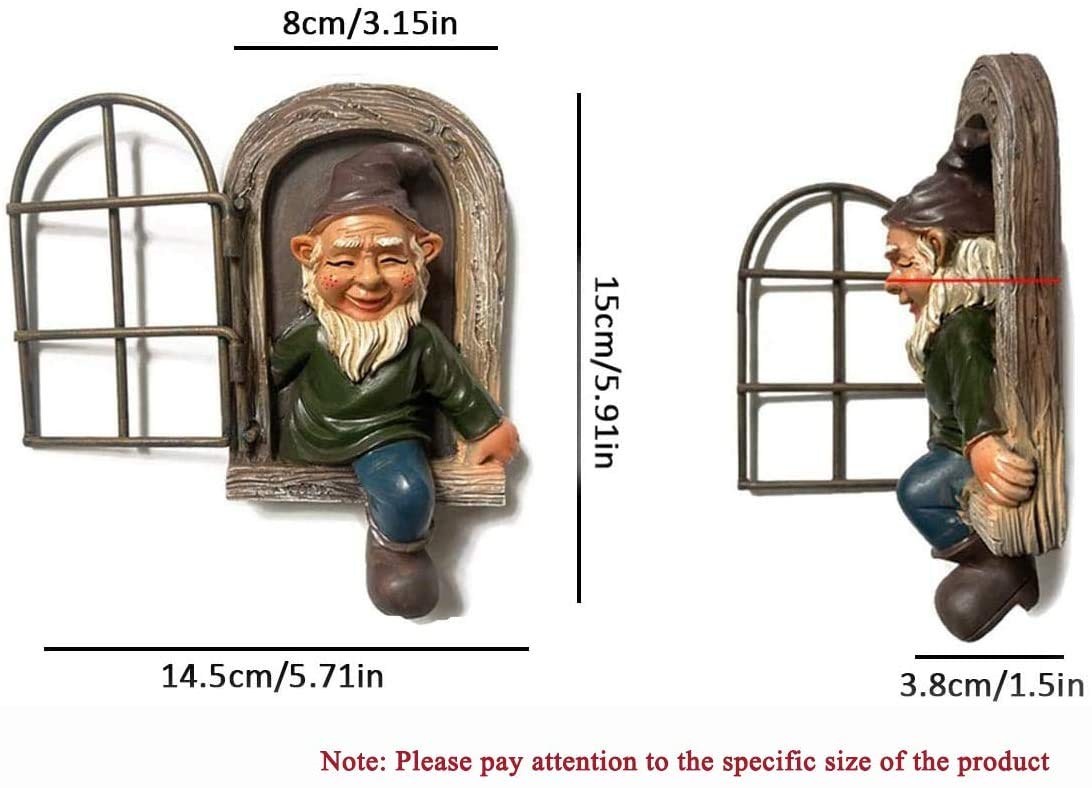 8cm/3.15in
15cm/5.91in
14.5cm/5.71in
3.8cm/1.5in
Note: Please pay attention to the specific size of the product